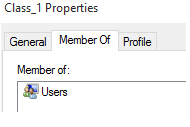 Class_1 Properties
General Member Of Profile
Member of:
Users